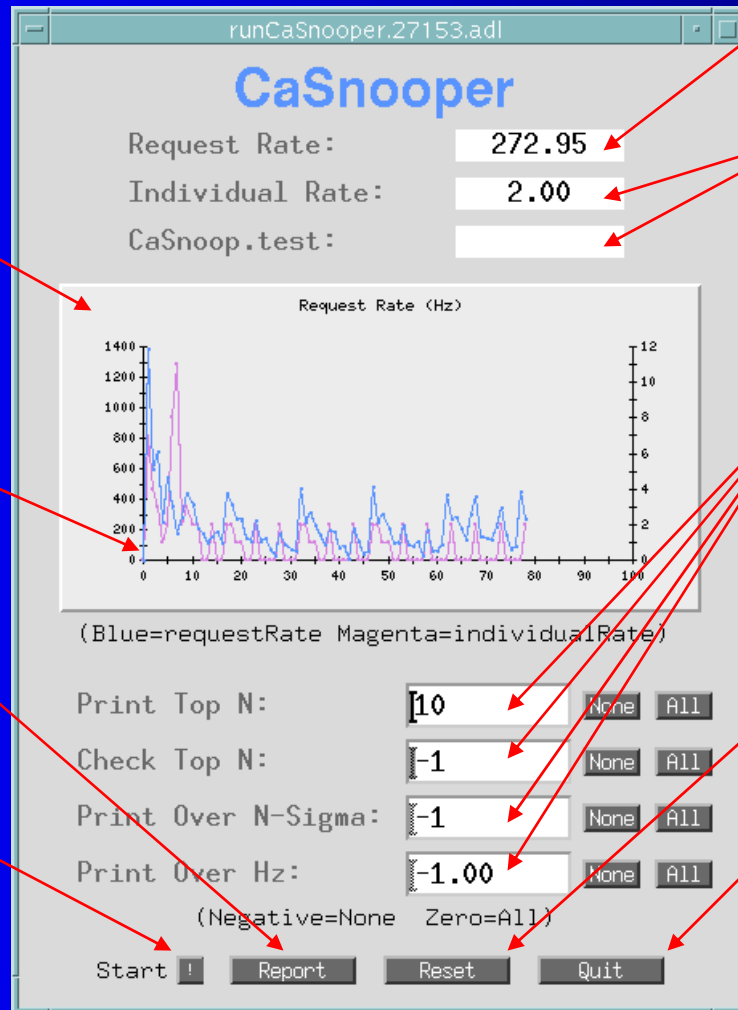 runCaSnooper.27153.adl
CaSnooper
Request Rate: 272.95
Individual Rate: 2.00
CaSnoop.test:
Request Rate (Hz)
1400 12
1200 10
1000 8
800 6
600 4
400 2
200 0
0
0 10 20 30 40 50 60 70 80 90 100
(Blue=requestRate Magenta=individualRate)
Print Top N: 10 None All
Check Top N: -1 None All
Print Over N-Sigma: -1 None All
Print Over Hz: -1.00 None All
(Negative=None Zero=All)
Start ! Report Reset Quit